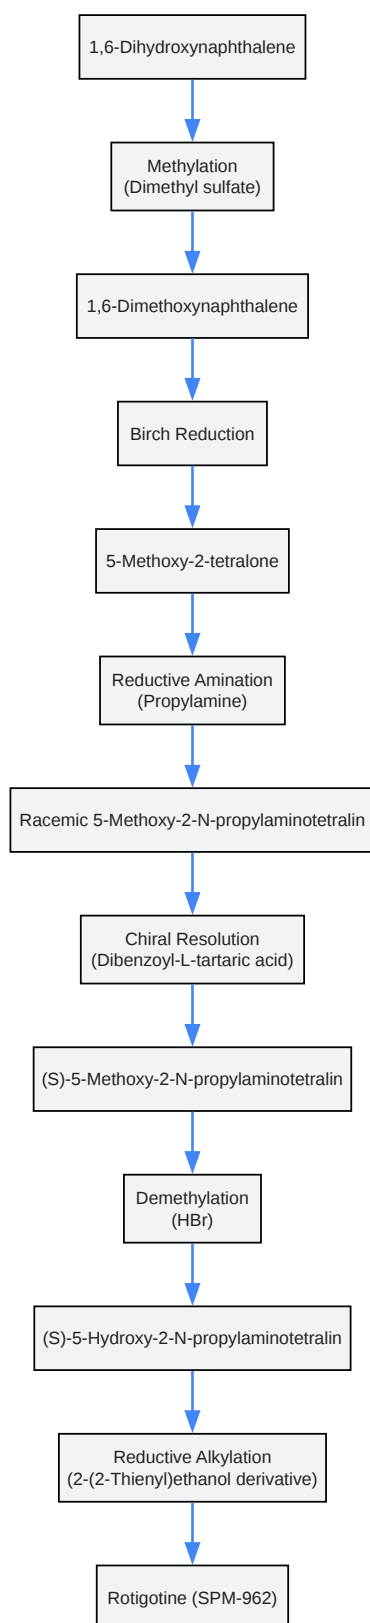 1,6-Dihydroxynaphthalene
Methylation
(Dimethyl sulfate)
1,6-Dimethoxynaphthalene
Birch Reduction
5-Methoxy-2-tetralone
Reductive Amination
(Propylamine)
Racemic 5-Methoxy-2-N-propylaminotetralin
Chiral Resolution
(Dibenzoyl-L-tartaric acid)
(S)-5-Methoxy-2-N-propylaminotetralin
Demethylation
(HBr)
(S)-5-Hydroxy-2-N-propylaminotetralin
Reductive Alkylation
(2-(2-Thienyl)ethanol derivative)
Rotigotine (SPM-962)